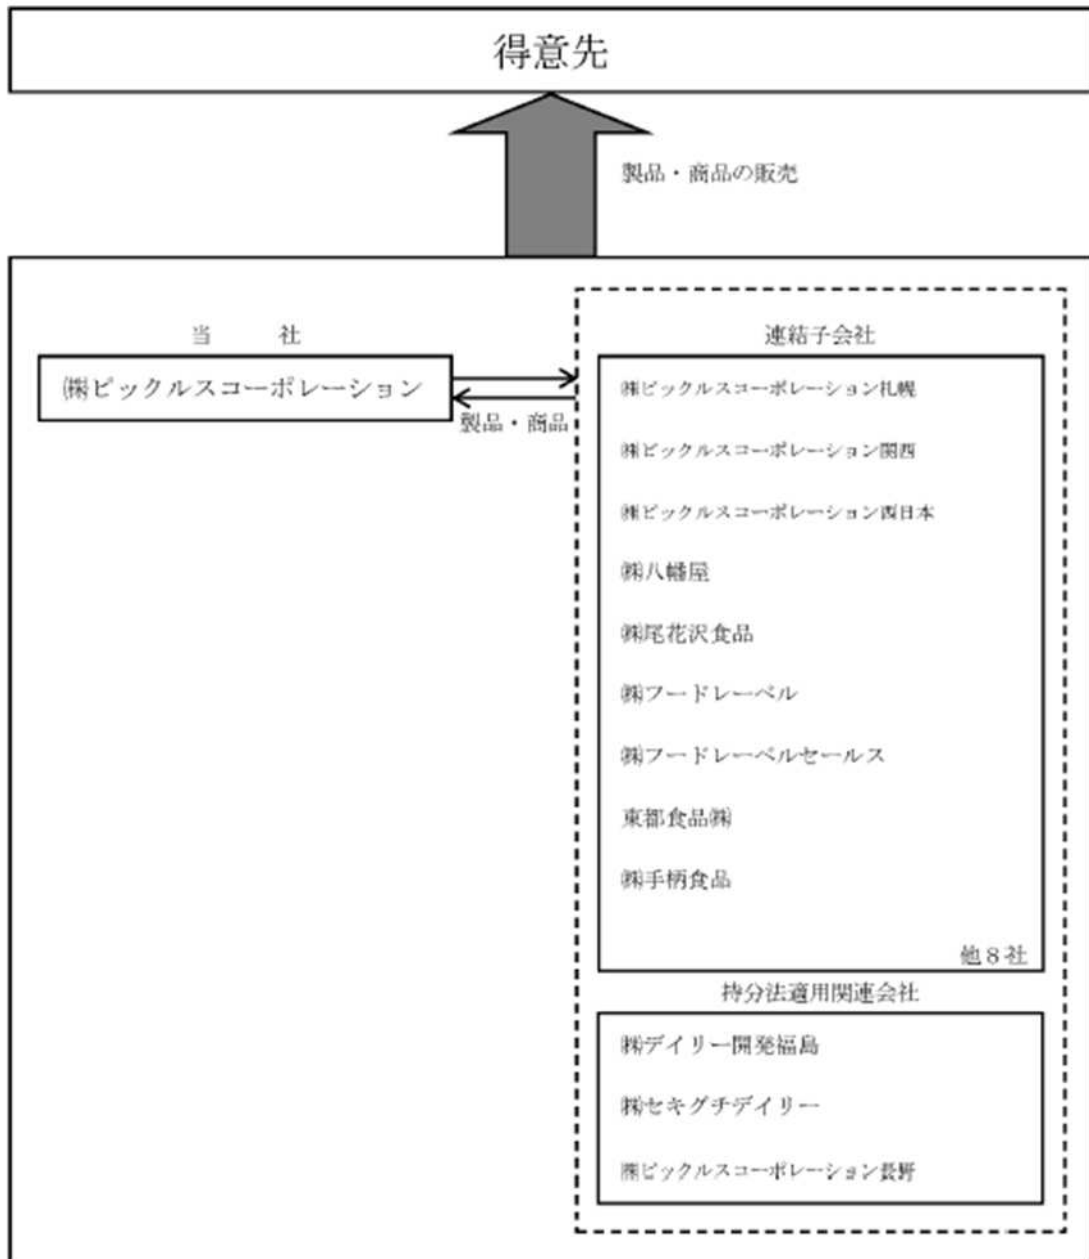 得意先
製品・商品の販売
当　　　社
㈱ピックルスコーポレーション
製品・商品
連結子会社
㈱ピックルスコーポレーション札幌
㈱ピックルスコーポレーション関西
㈱ピックルスコーポレーション西日本
㈱八幡屋
㈱尾花沢食品
㈱フードレーベル
㈱フードレーベルセールス
東都食品㈱
㈱手柄食品
他８社
持分法適用関連会社
㈱デイリー開発福島
㈱セキグチデイリー
㈱ピックルスコーポレーション長野